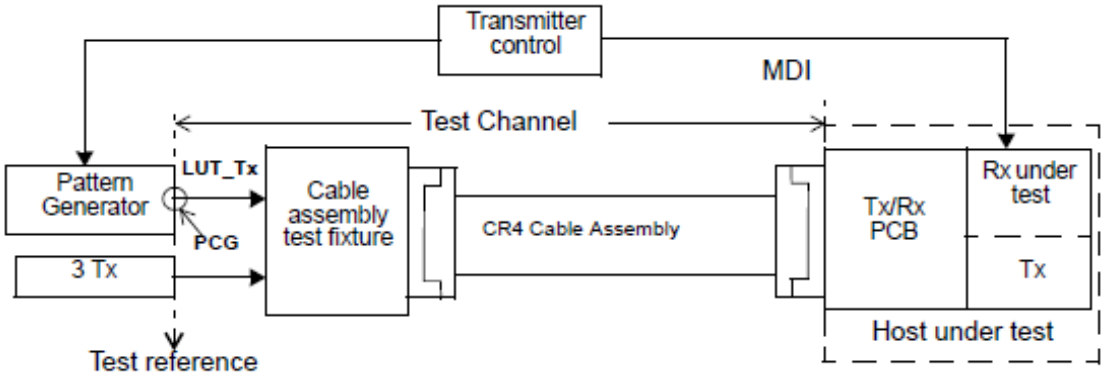 Transmitter
control
MDI
Test Channel
LUT_Tx
Pattern
Generator
PCG
3 Tx
Cable
assembly
test fixture
CR4 Cable Assembly
Tx/Rx
PCB
Rx under
test
Tx
Host under test
Test reference